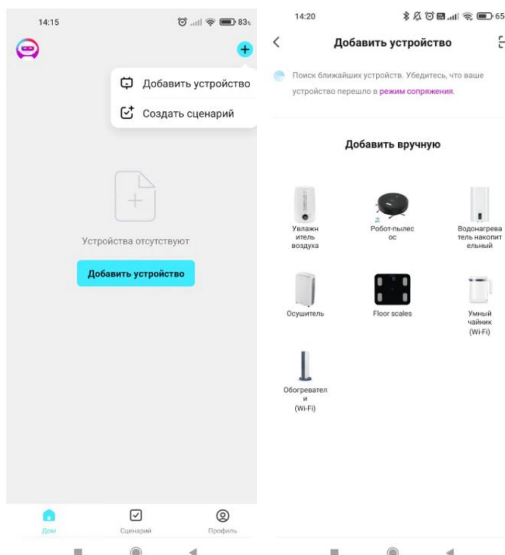 14:15
83%
Добавить устройство
Создать сценарий
Устройства отсутствуют
Добавить устройство
Дом
Сценарий
Профиль
14:20
65
Добавить устройство
Поиск ближайших устройств. Убедитесь, что ваше
устройство перешло в режим сопряжения.
Добавить вручную
Увлажн
итель
воздуха
Робот-пылес
ос
Водонагрева
тель накопит
ельный
Осушитель
Floor scales
Умный
чайник
(Wi-Fi)
Обогревател
и
(Wi-Fi)